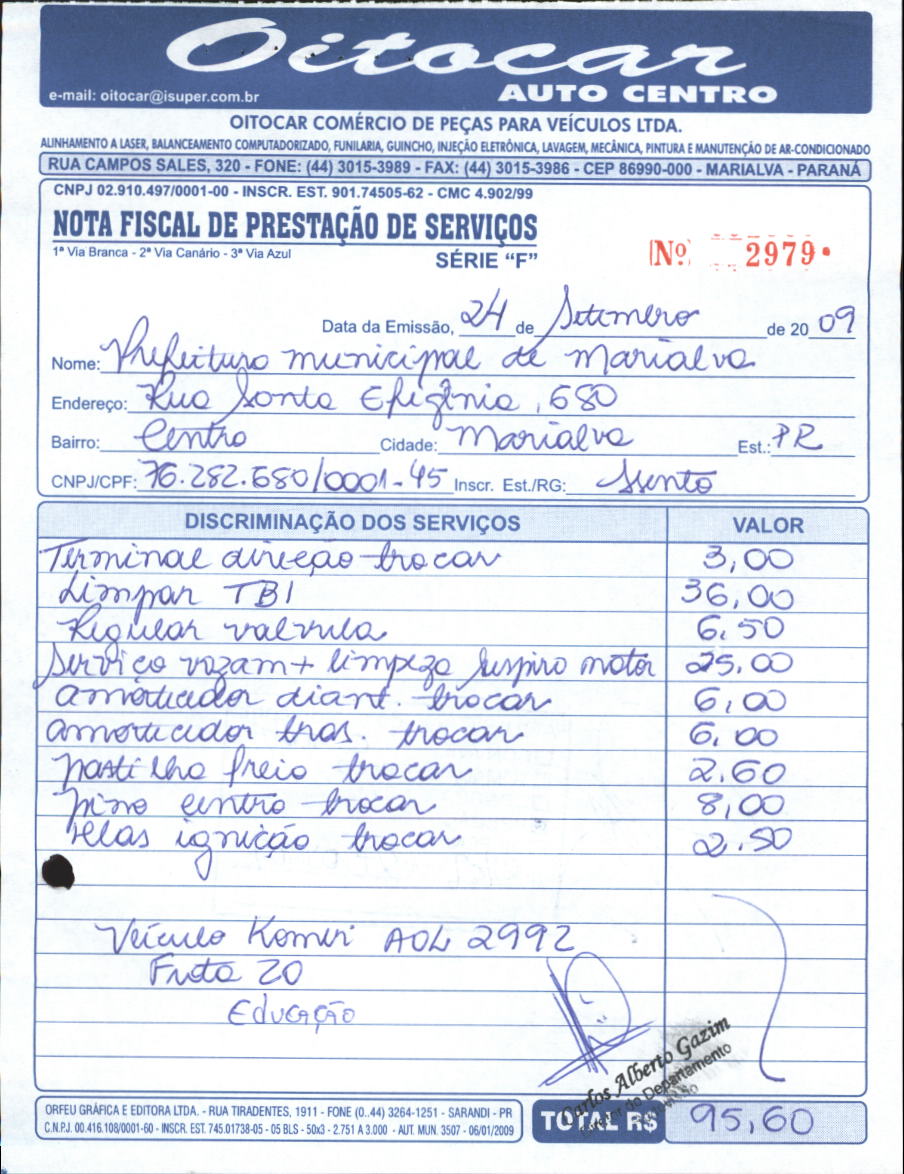 Oitocar
AUTO CENTRO
e-mail: oitocar@isuper.com.br
OITOCAR COMÉRCIO DE PEÇAS PARA VEÍCULOS LTDA.
ALINHAMENTO A LASER, BALANCEAMENTO COMPUTADORIZADO, FUNILARIA, GUINCHO, INJEÇÃO ELETRÔNICA, LAVAGEM, MECÂNICA, PINTURA E MANUTENÇÃO DE AR-CONDICIONADO
RUA CAMPOS SALES, 320 - FONE: (44) 3015-3989 - FAX: (44) 3015-3986 - CEP 86990-000 - MARIALVA - PARANÁ
CNPJ 02.910.497/0001-00 - INSCR. EST. 901.74505-62 - CMC 4.902/99
NOTA FISCAL DE PRESTAÇÃO DE SERVIÇOS
1ª Via Branca - 2ª Via Canário - 3ª Via Azul
SÉRIE "F"
Nº 2979
Data da Emissão, 24 de Setembro de 2009
Nome: Prefeitura municipal de Marialva
Endereço: Rua Santa Efigênia, 680
Bairro: Centro Cidade: Marialva Est.: PR
CNPJ/CPF: 76.282.680/0001-45 Inscr. Est./RG: Isento
DISCRIMINAÇÃO DOS SERVIÇOS VALOR
Terminal direção trocar 3,00
Limpar TBI 36,00
Regular valvula 6,50
Serviço vazam + limpeza suspiro motor 25,00
amortecador diant. trocar 6,00
amortecador tras. trocar 6,00
pastilha freio trocar 2.60
pino centro trocar 8,00
velas ignição trocar 2.50
Veículo Kombi AOL 2992
Frota 20
Educação
Carlos Alberto Gazim
Diretor do Departamento
ORFEU GRÁFICA E EDITORA LTDA. - RUA TIRADENTES, 1911 - FONE (0..44) 3264-1251 - SARANDI - PR
C.N.P.J. 00.416.108/0001-60 - INSCR. EST. 745.01738-05 - 05 BLS - 50x3 - 2.751 A 3.000 - AUT. MUN. 3507 - 06/01/2009
TOTAL R$ 95,60